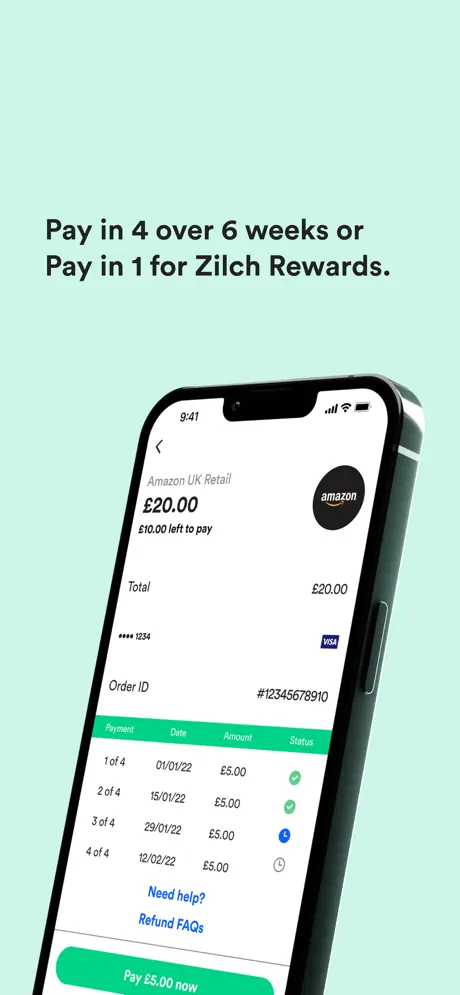 Pay in 4 over 6 weeks or
Pay in 1 for Zilch Rewards.
9:41
Amazon UK Retail
£20.00
£10.00 left to pay
amazon
Total £20.00
•••• 1234 VISA
Order ID #12345678910
Payment Date Amount Status
1 of 4 01/01/22 £5.00
2 of 4 15/01/22 £5.00
3 of 4 29/01/22 £5.00
4 of 4 12/02/22 £5.00
Need help?
Refund FAQs
Pay £5.00 now